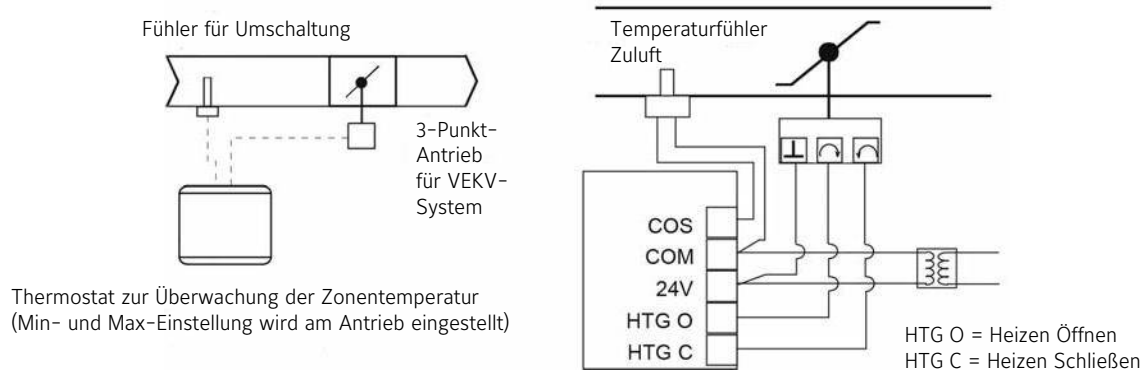 Fühler für Umschaltung
3-Punkt-
Antrieb
für VEKV-
System
Thermostat zur Überwachung der Zonentemperatur
(Min- und Max-Einstellung wird am Antrieb eingestellt)
Temperaturfühler
Zuluft
COS
COM
24V
HTG O
HTG C
HTG O = Heizen Öffnen
HTG C = Heizen Schließen